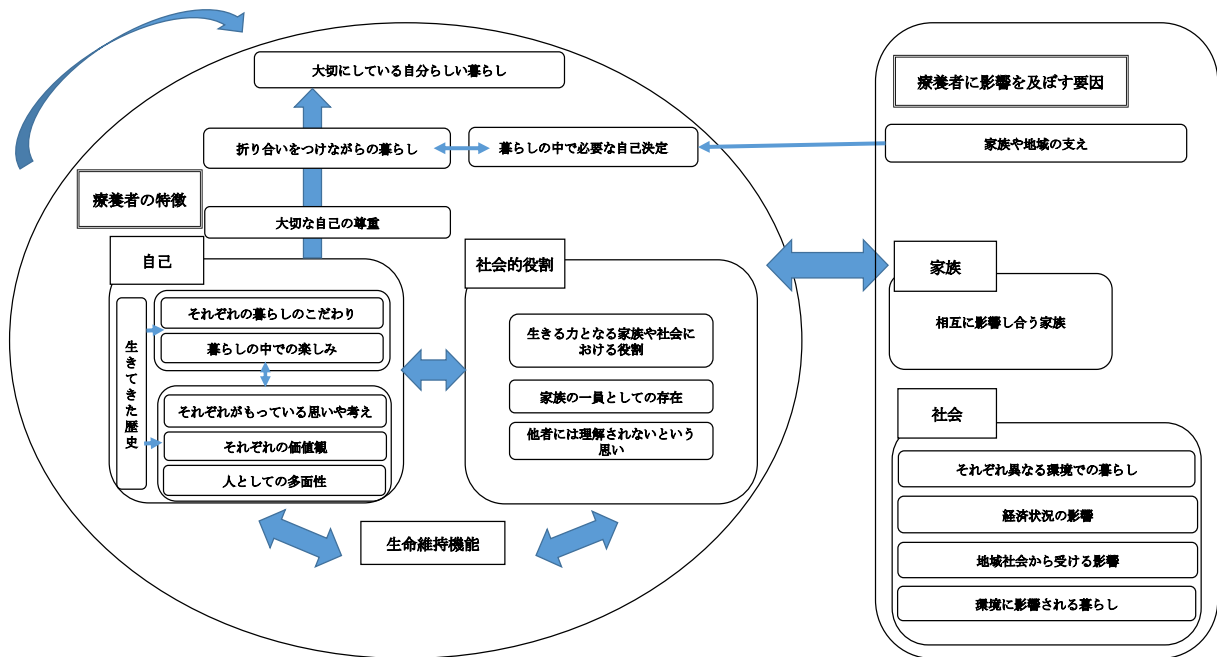 大切にしている自分らしい暮らし
折り合いをつけながらの暮らし
暮らしの中で必要な自己決定
療養者の特徴
大切な自己の尊重
自己
生きてきた歴史
それぞれの暮らしのこだわり
暮らしの中での楽しみ
それぞれがもっている思いや考え
それぞれの価値観
人としての多面性
社会的役割
生きる力となる家族や社会に
おける役割
家族の一員としての存在
他者には理解されないという
思い
生命維持機能
療養者に影響を及ぼす要因
家族や地域の支え
家族
相互に影響し合う家族
社会
それぞれ異なる環境での暮らし
経済状況の影響
地域社会から受ける影響
環境に影響される暮らし